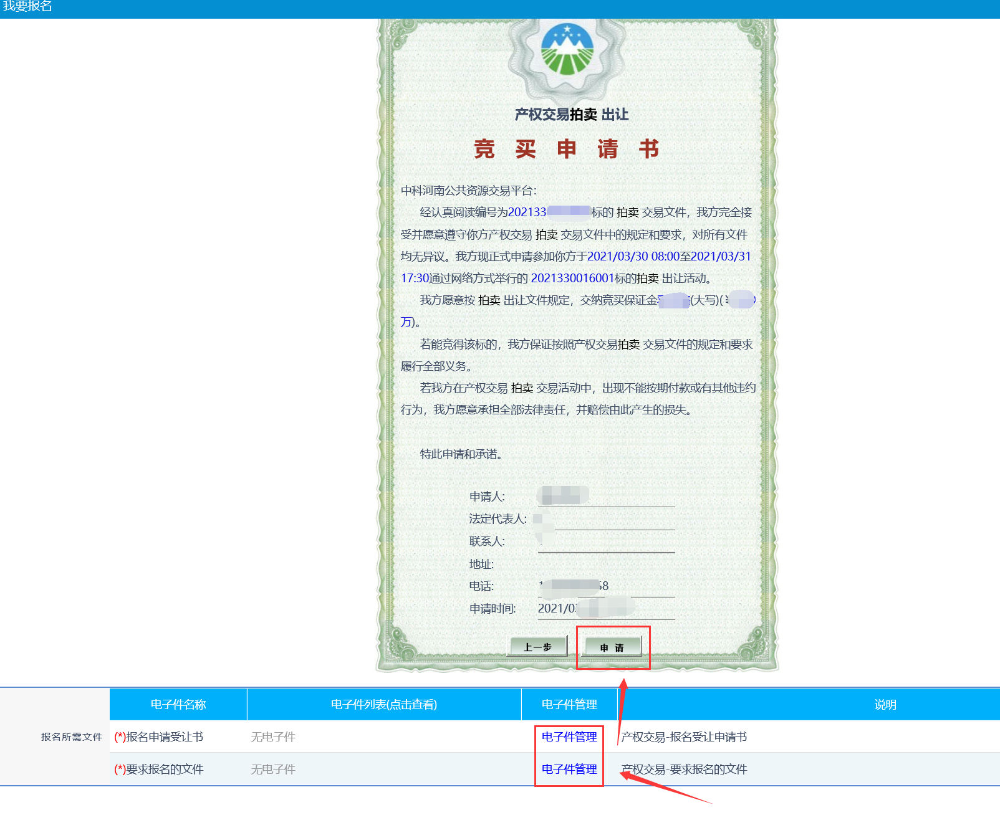 我要报名
产权交易拍卖 出让
竞 买 申 请 书
中科河南公共资源交易平台：
经认真阅读编号为202133标的 拍卖 交易文件，我方完全接
受并愿意遵守你方产权交易 拍卖 交易文件中的规定和要求，对所有文件
均无异议。我方现正式申请参加你方于2021/03/30 08:00至2021/03/31
17:30通过网络方式举行的 2021330016001标的拍卖 出让活动。
我方愿意按 拍卖 出让文件规定，交纳竞买保证金(大写)(
万)。
若能竞得该标的，我方保证按照产权交易拍卖 交易文件的规定和要求
履行全部义务。
若我方在产权交易 拍卖 交易活动中，出现不能按期付款或有其他违约
行为，我方愿意承担全部法律责任，并赔偿由此产生的损失。
特此申请和承诺。
申请人:
法定代表人:
联系人:
地址:
电话: 8
申请时间: 2021/0
上一步 申 请
电子件名称 电子件列表(点击查看) 电子件管理 说明
报名所需文件
(*)报名申请受让书 无电子件 电子件管理 产权交易-报名受让申请书
(*)要求报名的文件 无电子件 电子件管理 产权交易-要求报名的文件